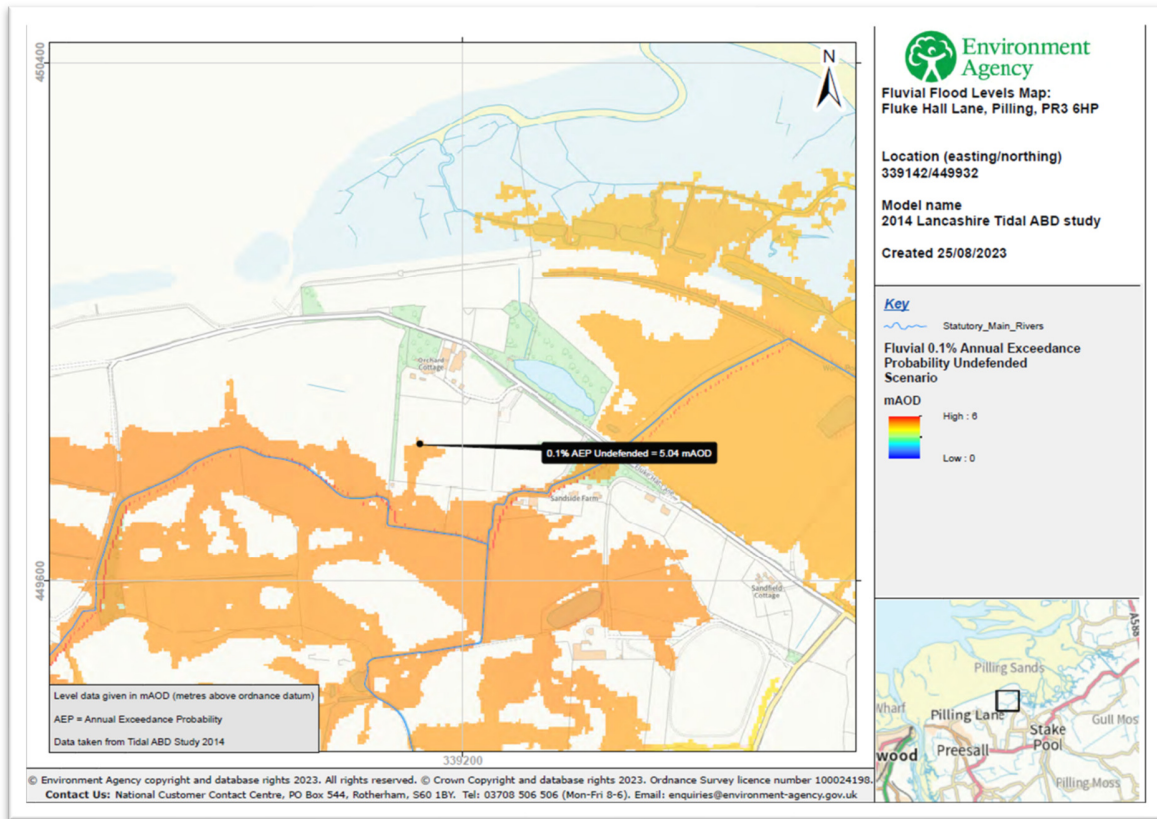 450400
449600
339200
N
Orchard
Cottage
0.1% AEP Undefended = 5.04 mAOD
Fluke Hall Lane
Sandside Farm
Sandfield
Cottage
Level data given in mAOD (metres above ordnance datum)
AEP = Annual Exceedance Probability
Data taken from Tidal ABD Study 2014
Environment
Agency
Fluvial Flood Levels Map:
Fluke Hall Lane, Pilling, PR3 6HP
Location (easting/northing)
339142/449932
Model name
2014 Lancashire Tidal ABD study
Created 25/08/2023
Key
Statutory_Main_Rivers
Fluvial 0.1% Annual Exceedance
Probability Undefended
Scenario
mAOD
High : 6
Low : 0
Pilling Sands
A588
Wharf
Pilling Lane
Gull Mos
Stake
Pool
wood
Preesall
Pilling Moss
© Environment Agency copyright and database rights 2023. All rights reserved. © Crown Copyright and database rights 2023. Ordnance Survey licence number 100024198.
Contact Us: National Customer Contact Centre, PO Box 544, Rotherham, S60 1BY. Tel: 03708 506 506 (Mon-Fri 8-6). Email: enquiries@environment-agency.gov.uk